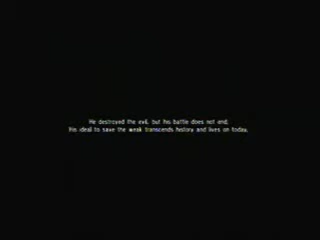 He destroyed the evil, but his battle does not end;
his ideal to save the weak transcends history and lives on today.